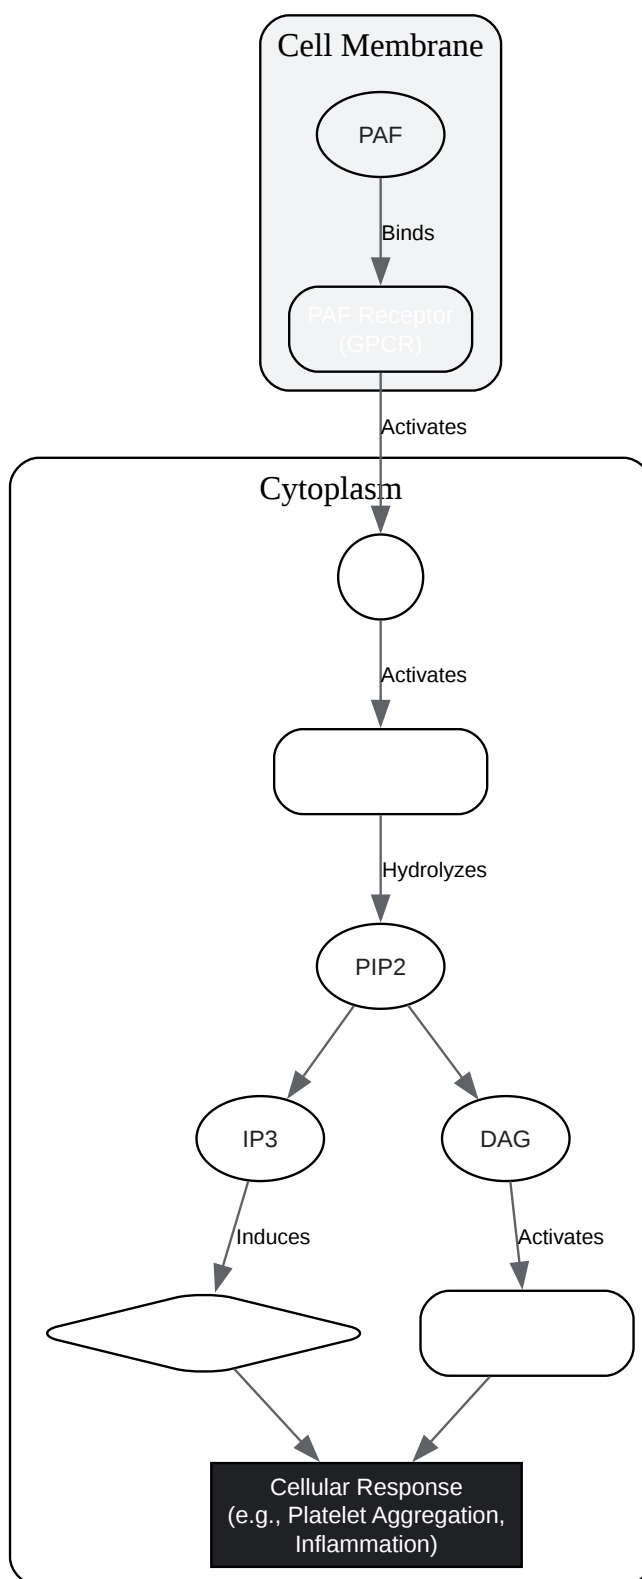 Cell Membrane
PAF
Binds
PAF Receptor
(GPCR)
Activates
Cytoplasm
Activates
Hydrolyzes
PIP2
IP3
DAG
Induces
Activates
Cellular Response
(e.g., Platelet Aggregation,
Inflammation)